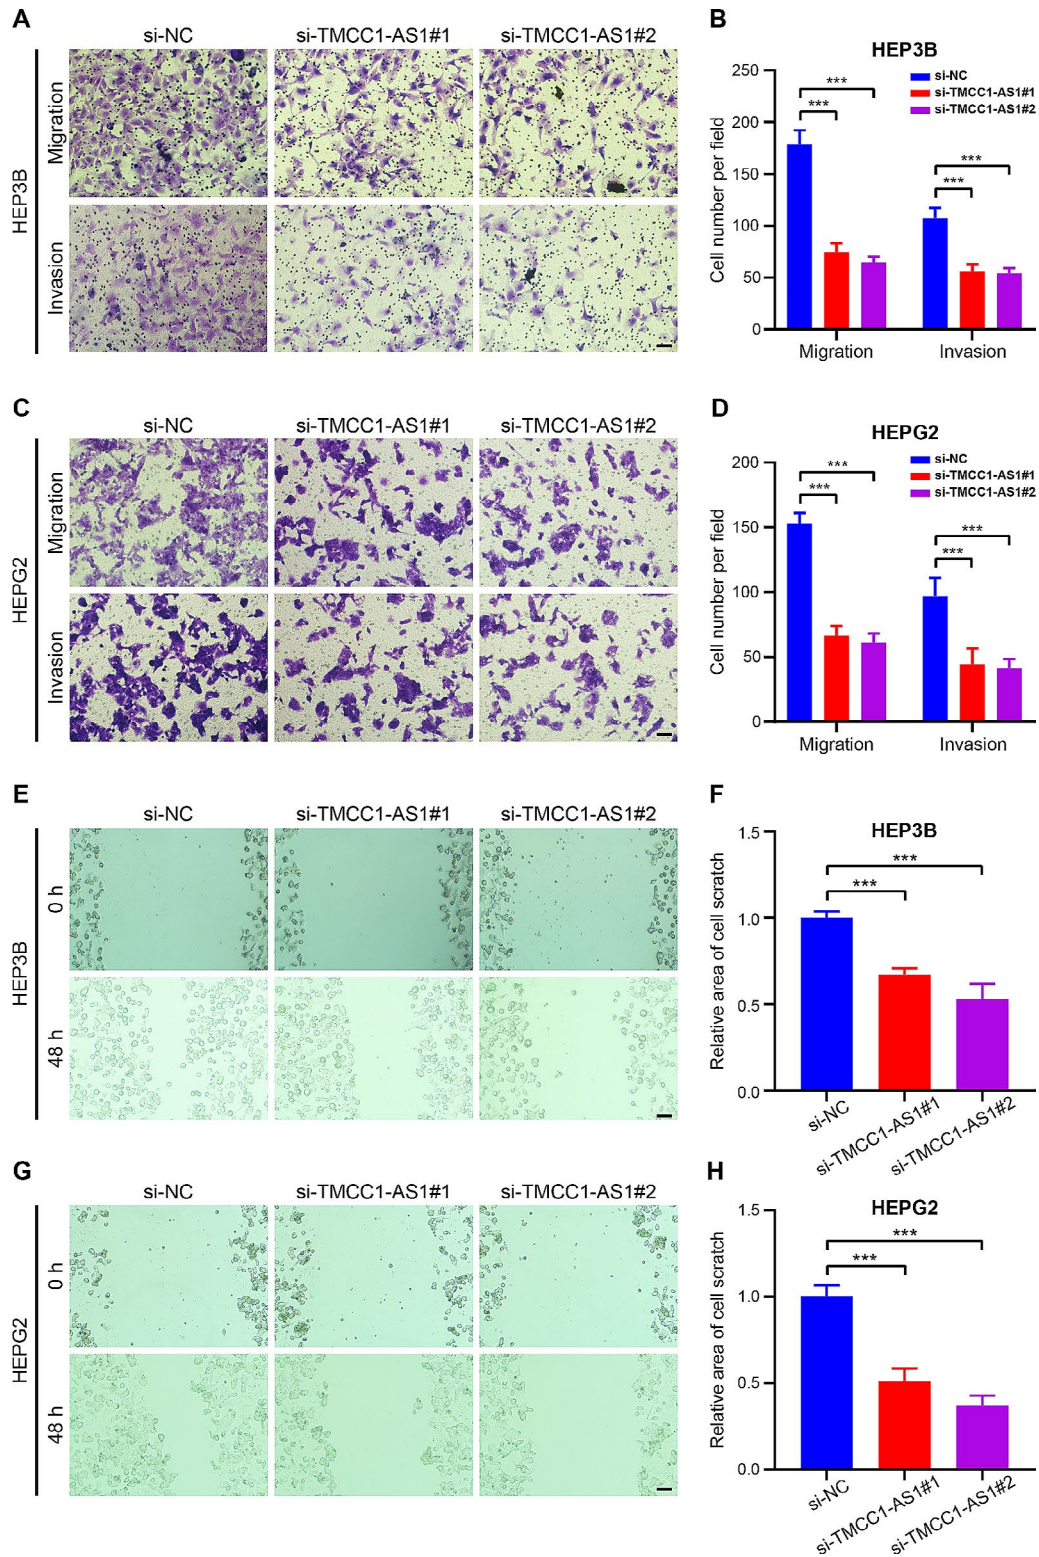 A
si-NC
si-TMCC1-AS1#1
si-TMCC1-AS1#2
HEP3B
Migration
Invasion
B
HEP3B
si-NC
si-TMCC1-AS1#1
si-TMCC1-AS1#2
Cell number per field
250
200
150
100
50
0
***
***
***
***
Migration
Invasion
C
si-NC
si-TMCC1-AS1#1
si-TMCC1-AS1#2
HEPG2
Migration
Invasion
D
HEPG2
si-NC
si-TMCC1-AS1#1
si-TMCC1-AS1#2
Cell number per field
200
150
100
50
0
***
***
***
***
Migration
Invasion
E
si-NC
si-TMCC1-AS1#1
si-TMCC1-AS1#2
HEP3B
0 h
48 h
F
HEP3B
Relative area of cell scratch
1.5
1.0
0.5
0.0
***
***
si-NC
si-TMCC1-AS1#1
si-TMCC1-AS1#2
G
si-NC
si-TMCC1-AS1#1
si-TMCC1-AS1#2
HEPG2
0 h
48 h
H
HEPG2
Relative area of cell scratch
1.5
1.0
0.5
0.0
***
***
si-NC
si-TMCC1-AS1#1
si-TMCC1-AS1#2